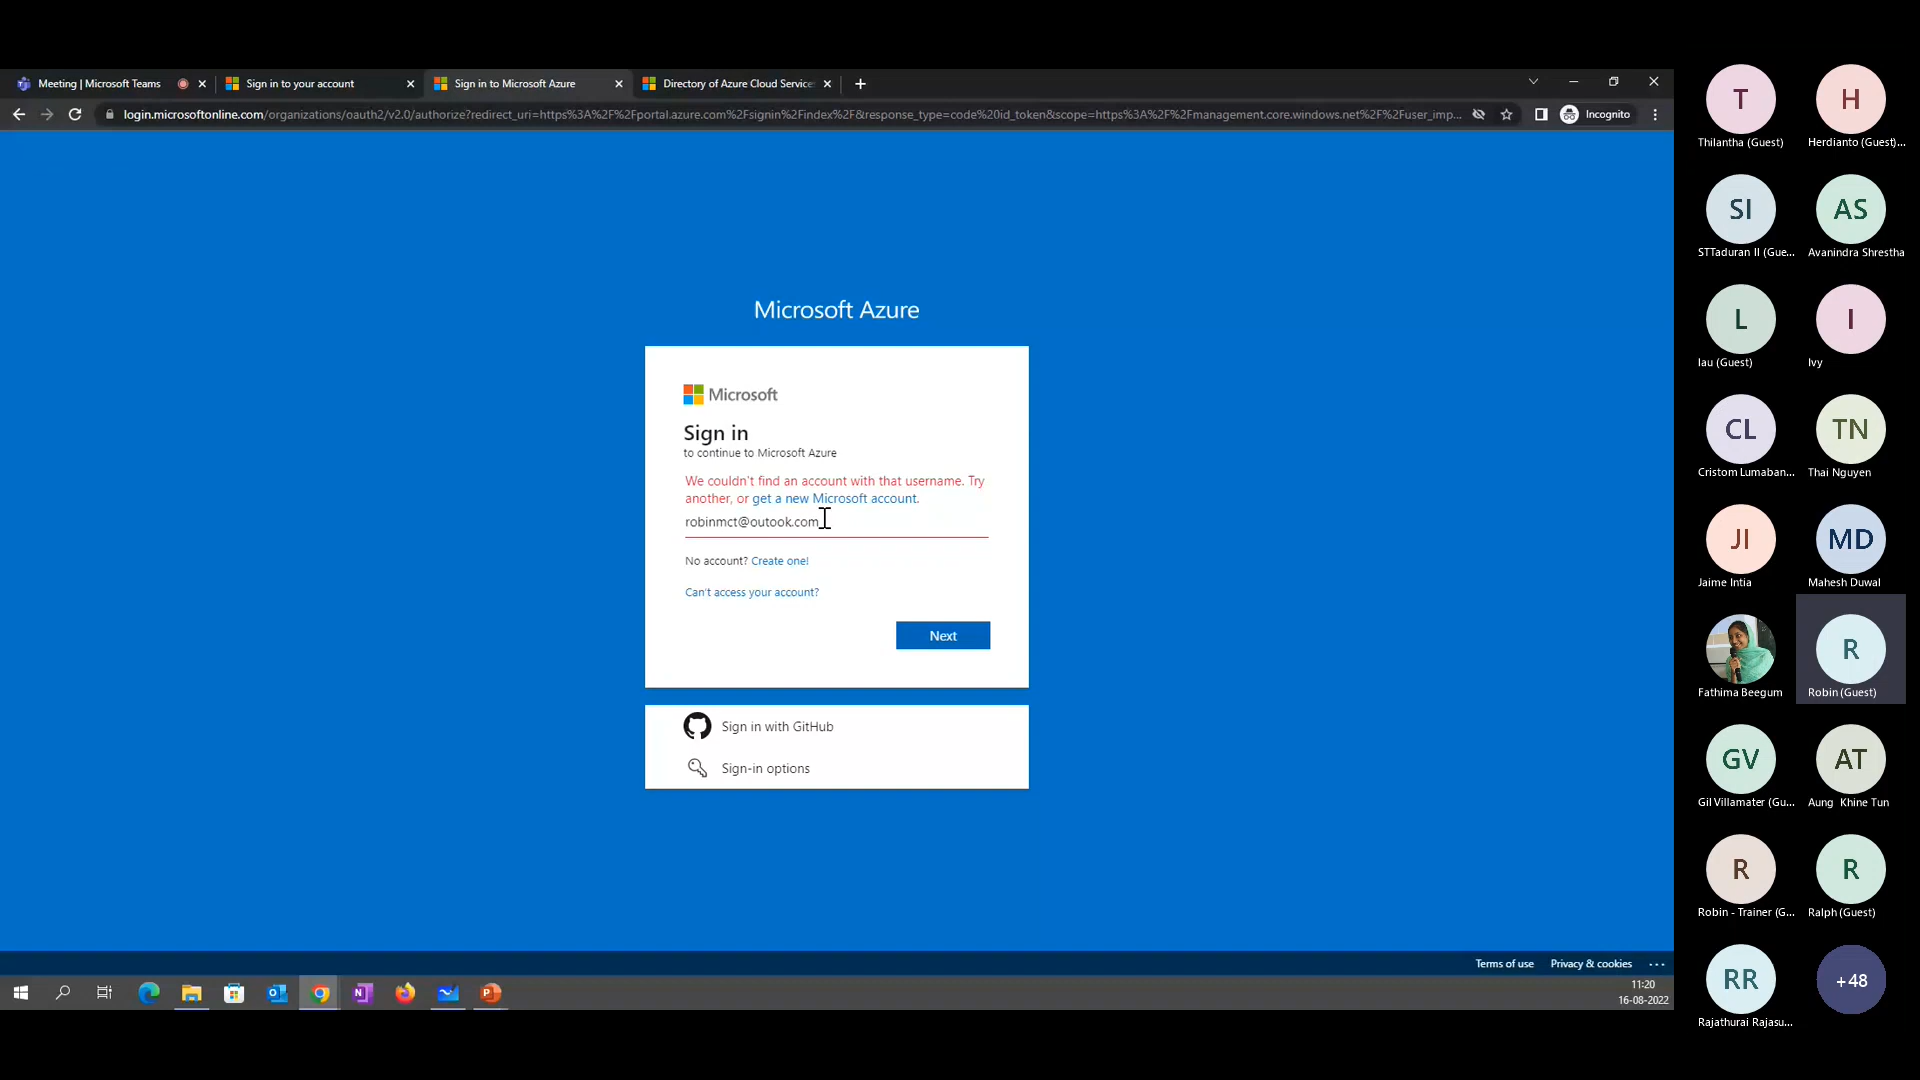 Meeting | Microsoft Teams
Sign in to your account
Sign in to Microsoft Azure
Directory of Azure Cloud Service
login.microsoftonline.com/organizations/oauth2/v2.0/authorize?redirect_uri=https%3A%2F%2Fportal.azure.com%2Fsignin%2Findex%2F&response_type=code%20id_token&scope=https%3A%2F%2Fmanagement.core.windows.net%2F%2Fuser_imp...
Incognito
Microsoft Azure
Microsoft
Sign in
to continue to Microsoft Azure
We couldn't find an account with that username. Try
another, or get a new Microsoft account.
robinmct@outook.com
No account? Create one!
Can't access your account?
Next
Sign in with GitHub
Sign-in options
Terms of use
Privacy & cookies
...
11:20
16-08-2022
T
H
Thilantha (Guest)
Herdianto (Guest)...
SI
AS
STTaduran II (Gue...
Avanindra Shrestha
L
I
lau (Guest)
Ivy
CL
TN
Cristom Lumaban...
Thai Nguyen
JI
MD
Jaime Intia
Mahesh Duwal
R
Fathima Beegum
Robin (Guest)
GV
AT
Gil Villamater (Gu...
Aung Khine Tun
R
R
Robin - Trainer (G...
Ralph (Guest)
RR
+48
Rajathurai Rajasu...